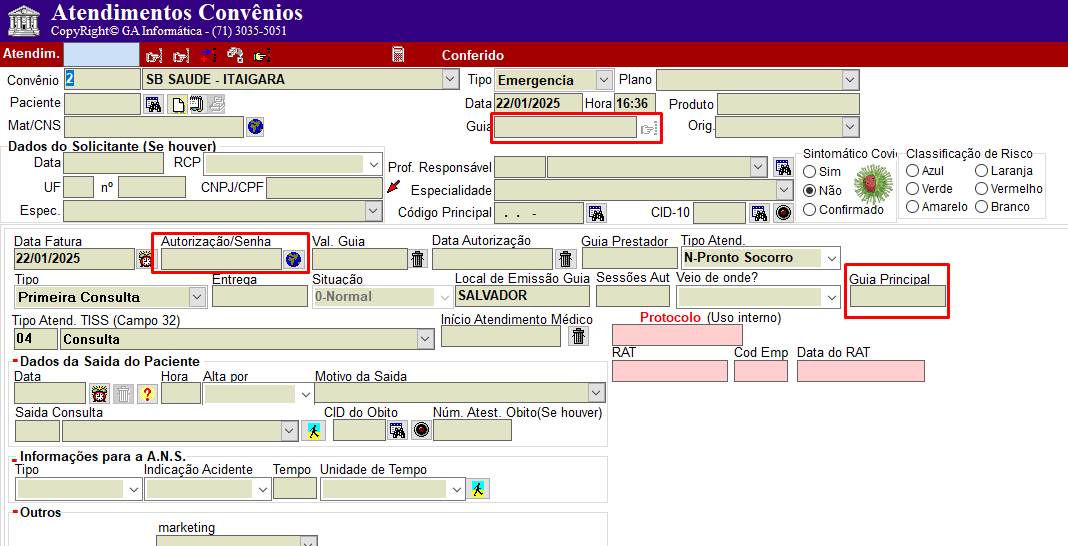 Atendimentos Convênios
CopyRight© GA Informática - (71) 3035-5051
Atendim. Conferido
Convênio 2 SB SAUDE - ITAIGARA Tipo Emergencia Plano
Paciente Data 22/01/2025 Hora 16:36 Produto
Mat/CNS Guia Orig.
Dados do Solicitante (Se houver)
Data RCP Prof. Responsável
UF nº CNPJ/CPF Especialidade
Espec. Código Principal . . - CID-10
Sintomático Covid
Sim
Não
Confirmado
Classificação de Risco
Azul Laranja
Verde Vermelho
Amarelo Branco
Data Fatura Autorização/Senha Val. Guia Data Autorização Guia Prestador Tipo Atend.
22/01/2025 N-Pronto Socorro
Tipo Entrega Situação Local de Emissão Guia Sessões Aut Veio de onde? Guia Principal
Primeira Consulta 0-Normal SALVADOR
Tipo Atend. TISS (Campo 32) Início Atendimento Médico Protocolo (Uso interno)
04 Consulta
RAT Cod Emp Data do RAT
Dados da Saida do Paciente
Data Hora Alta por Motivo da Saida
Saida Consulta CID do Obito Núm. Atest. Obito(Se houver)
Informações para a A.N.S.
Tipo Indicação Acidente Tempo Unidade de Tempo
Outros
marketing